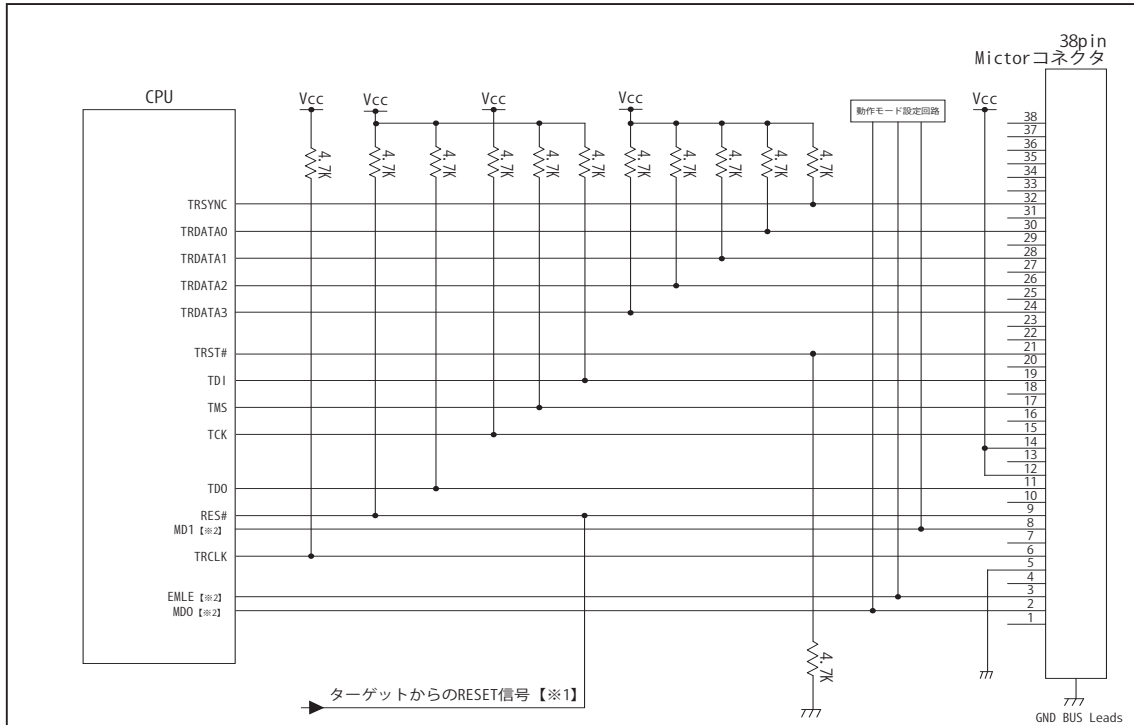 38pin
Mictorコネクタ
CPU
Vcc
Vcc
Vcc
Vcc
動作モード設定回路
Vcc
4.7K
4.7K
4.7K
4.7K
4.7K
4.7K
4.7K
4.7K
4.7K
4.7K
4.7K
38
37
36
35
34
33
TRSYNC
32
31
TRDATA0
30
29
TRDATA1
28
27
TRDATA2
26
25
TRDATA3
24
23
22
TRST#
21
20
TDI
19
18
TMS
17
16
TCK
15
14
13
12
TDO
11
10
RES#
9
MD1【※2】
8
7
TRCLK
6
5
4
EMLE【※2】
3
MD0【※2】
2
1
4.7K
ターゲットからのRESET信号【※1】
GND BUS Leads